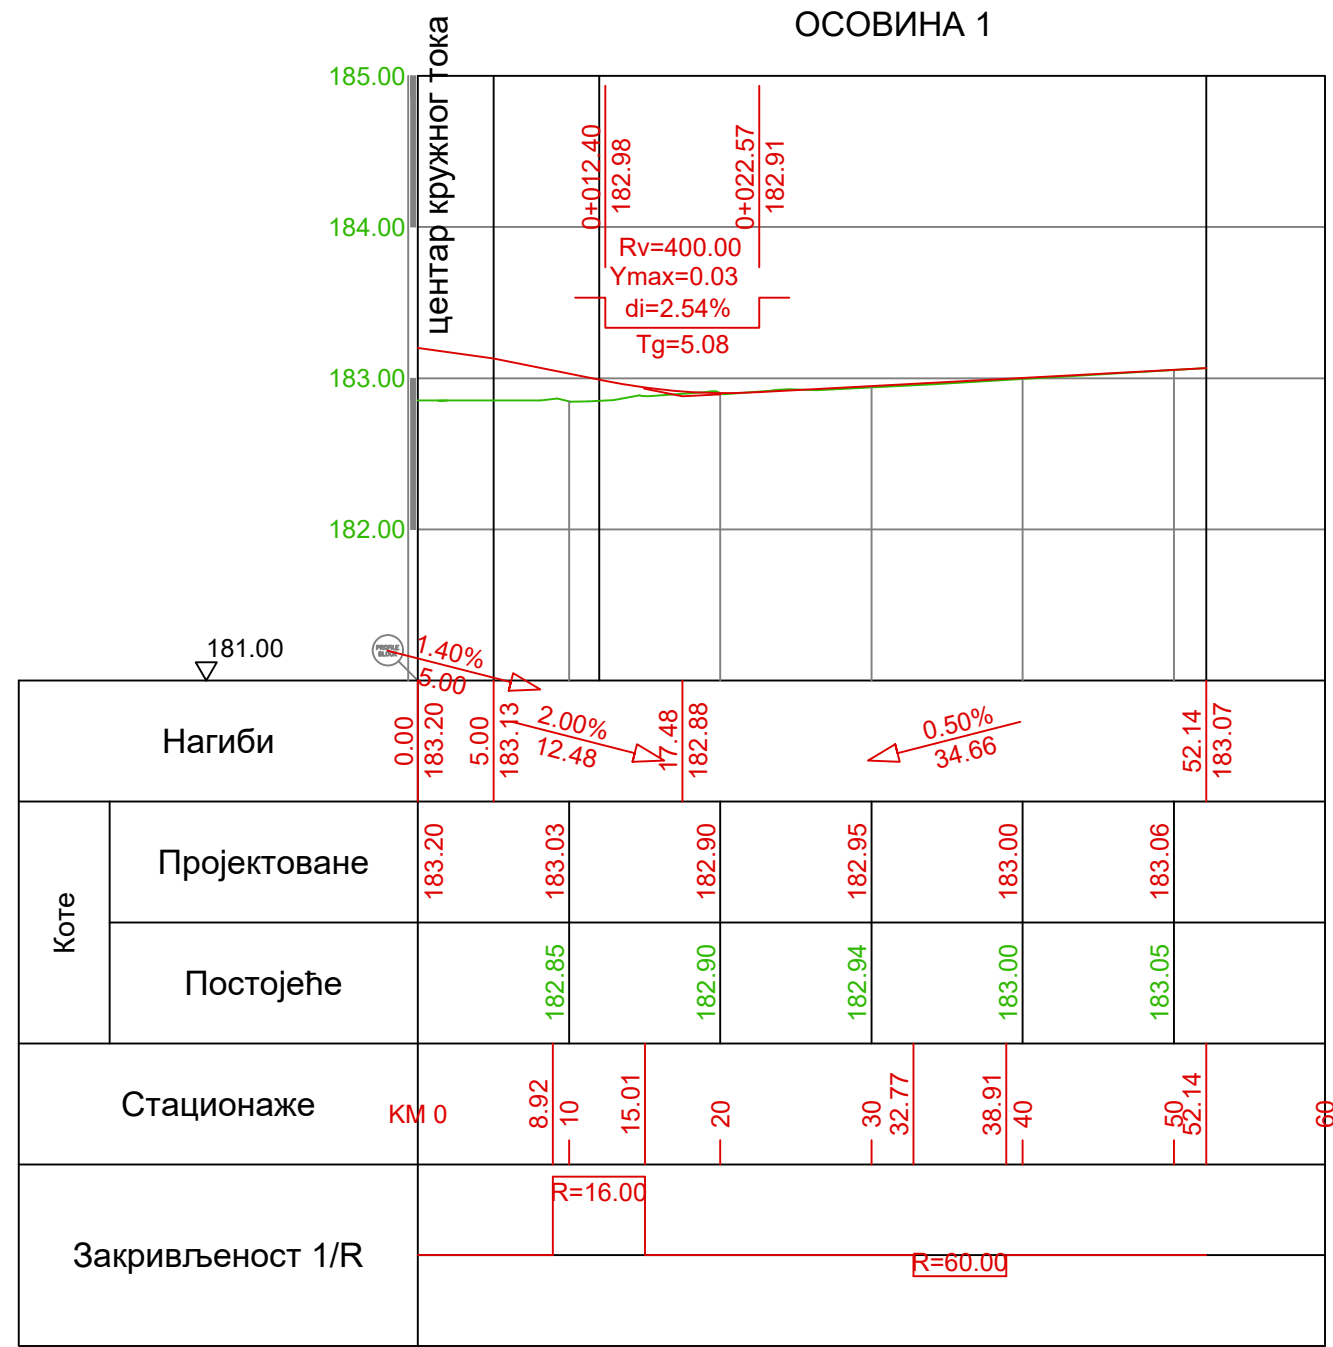 ОСОВИНА 1
центар кружног тока
185.00
184.00
183.00
182.00
0+012.40
182.98
0+022.57
182.91
Rv=400.00
Ymax=0.03
di=2.54%
Tg=5.08
181.00
PROFILE
BLOCK
1.40%
5.00
Нагиби
0.00
183.20
5.00
183.13
2.00%
12.48
17.48
182.88
0.50%
34.66
52.14
183.07
Коте
Пројектоване
183.20
183.03
182.90
182.95
183.00
183.06
Постојеће
182.85
182.90
182.94
183.00
183.05
Стационаже
KM 0
8.92
10
15.01
20
30
32.77
38.91
40
50
52.14
60
Закривљеност 1/R
R=16.00
R=60.00